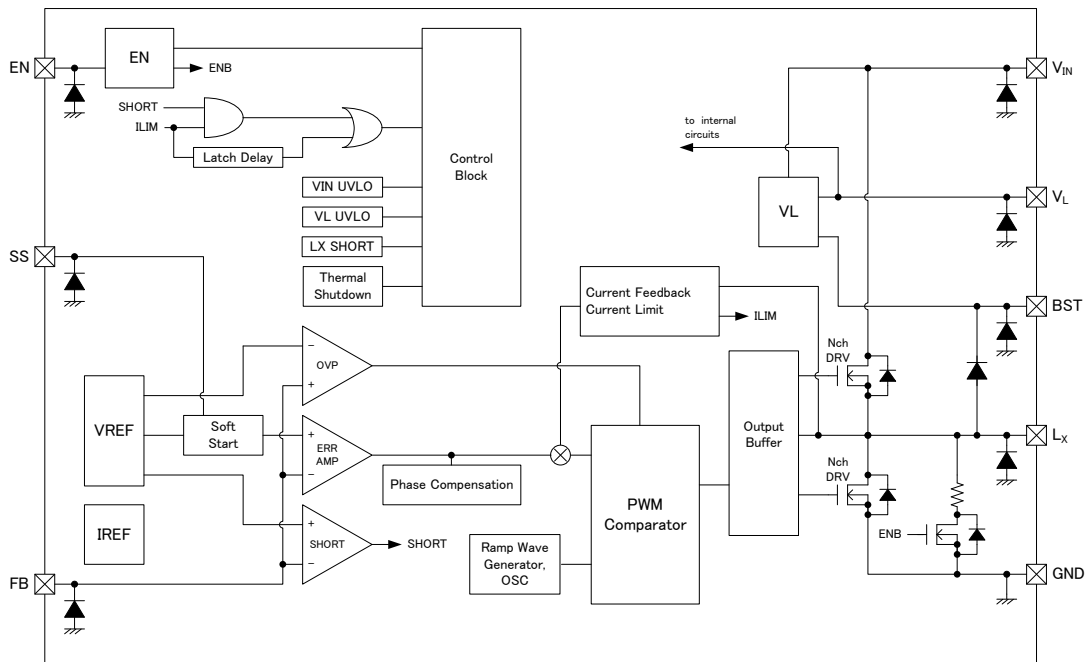 EN
EN
ENB
SHORT
ILIM
Latch Delay
VIN UVLO
VL UVLO
LX SHORT
Thermal
Shutdown
Control
Block
to internal
circuits
VL
VIN
VL
BST
LX
GND
SS
FB
VREF
IREF
Soft
Start
−
OVP
+
+
ERR
AMP
−
+
SHORT
−
SHORT
Phase Compensation
Current Feedback
Current Limit
ILIM
Ramp Wave
Generator,
OSC
PWM
Comparator
Output
Buffer
Nch
DRV
Nch
DRV
ENB